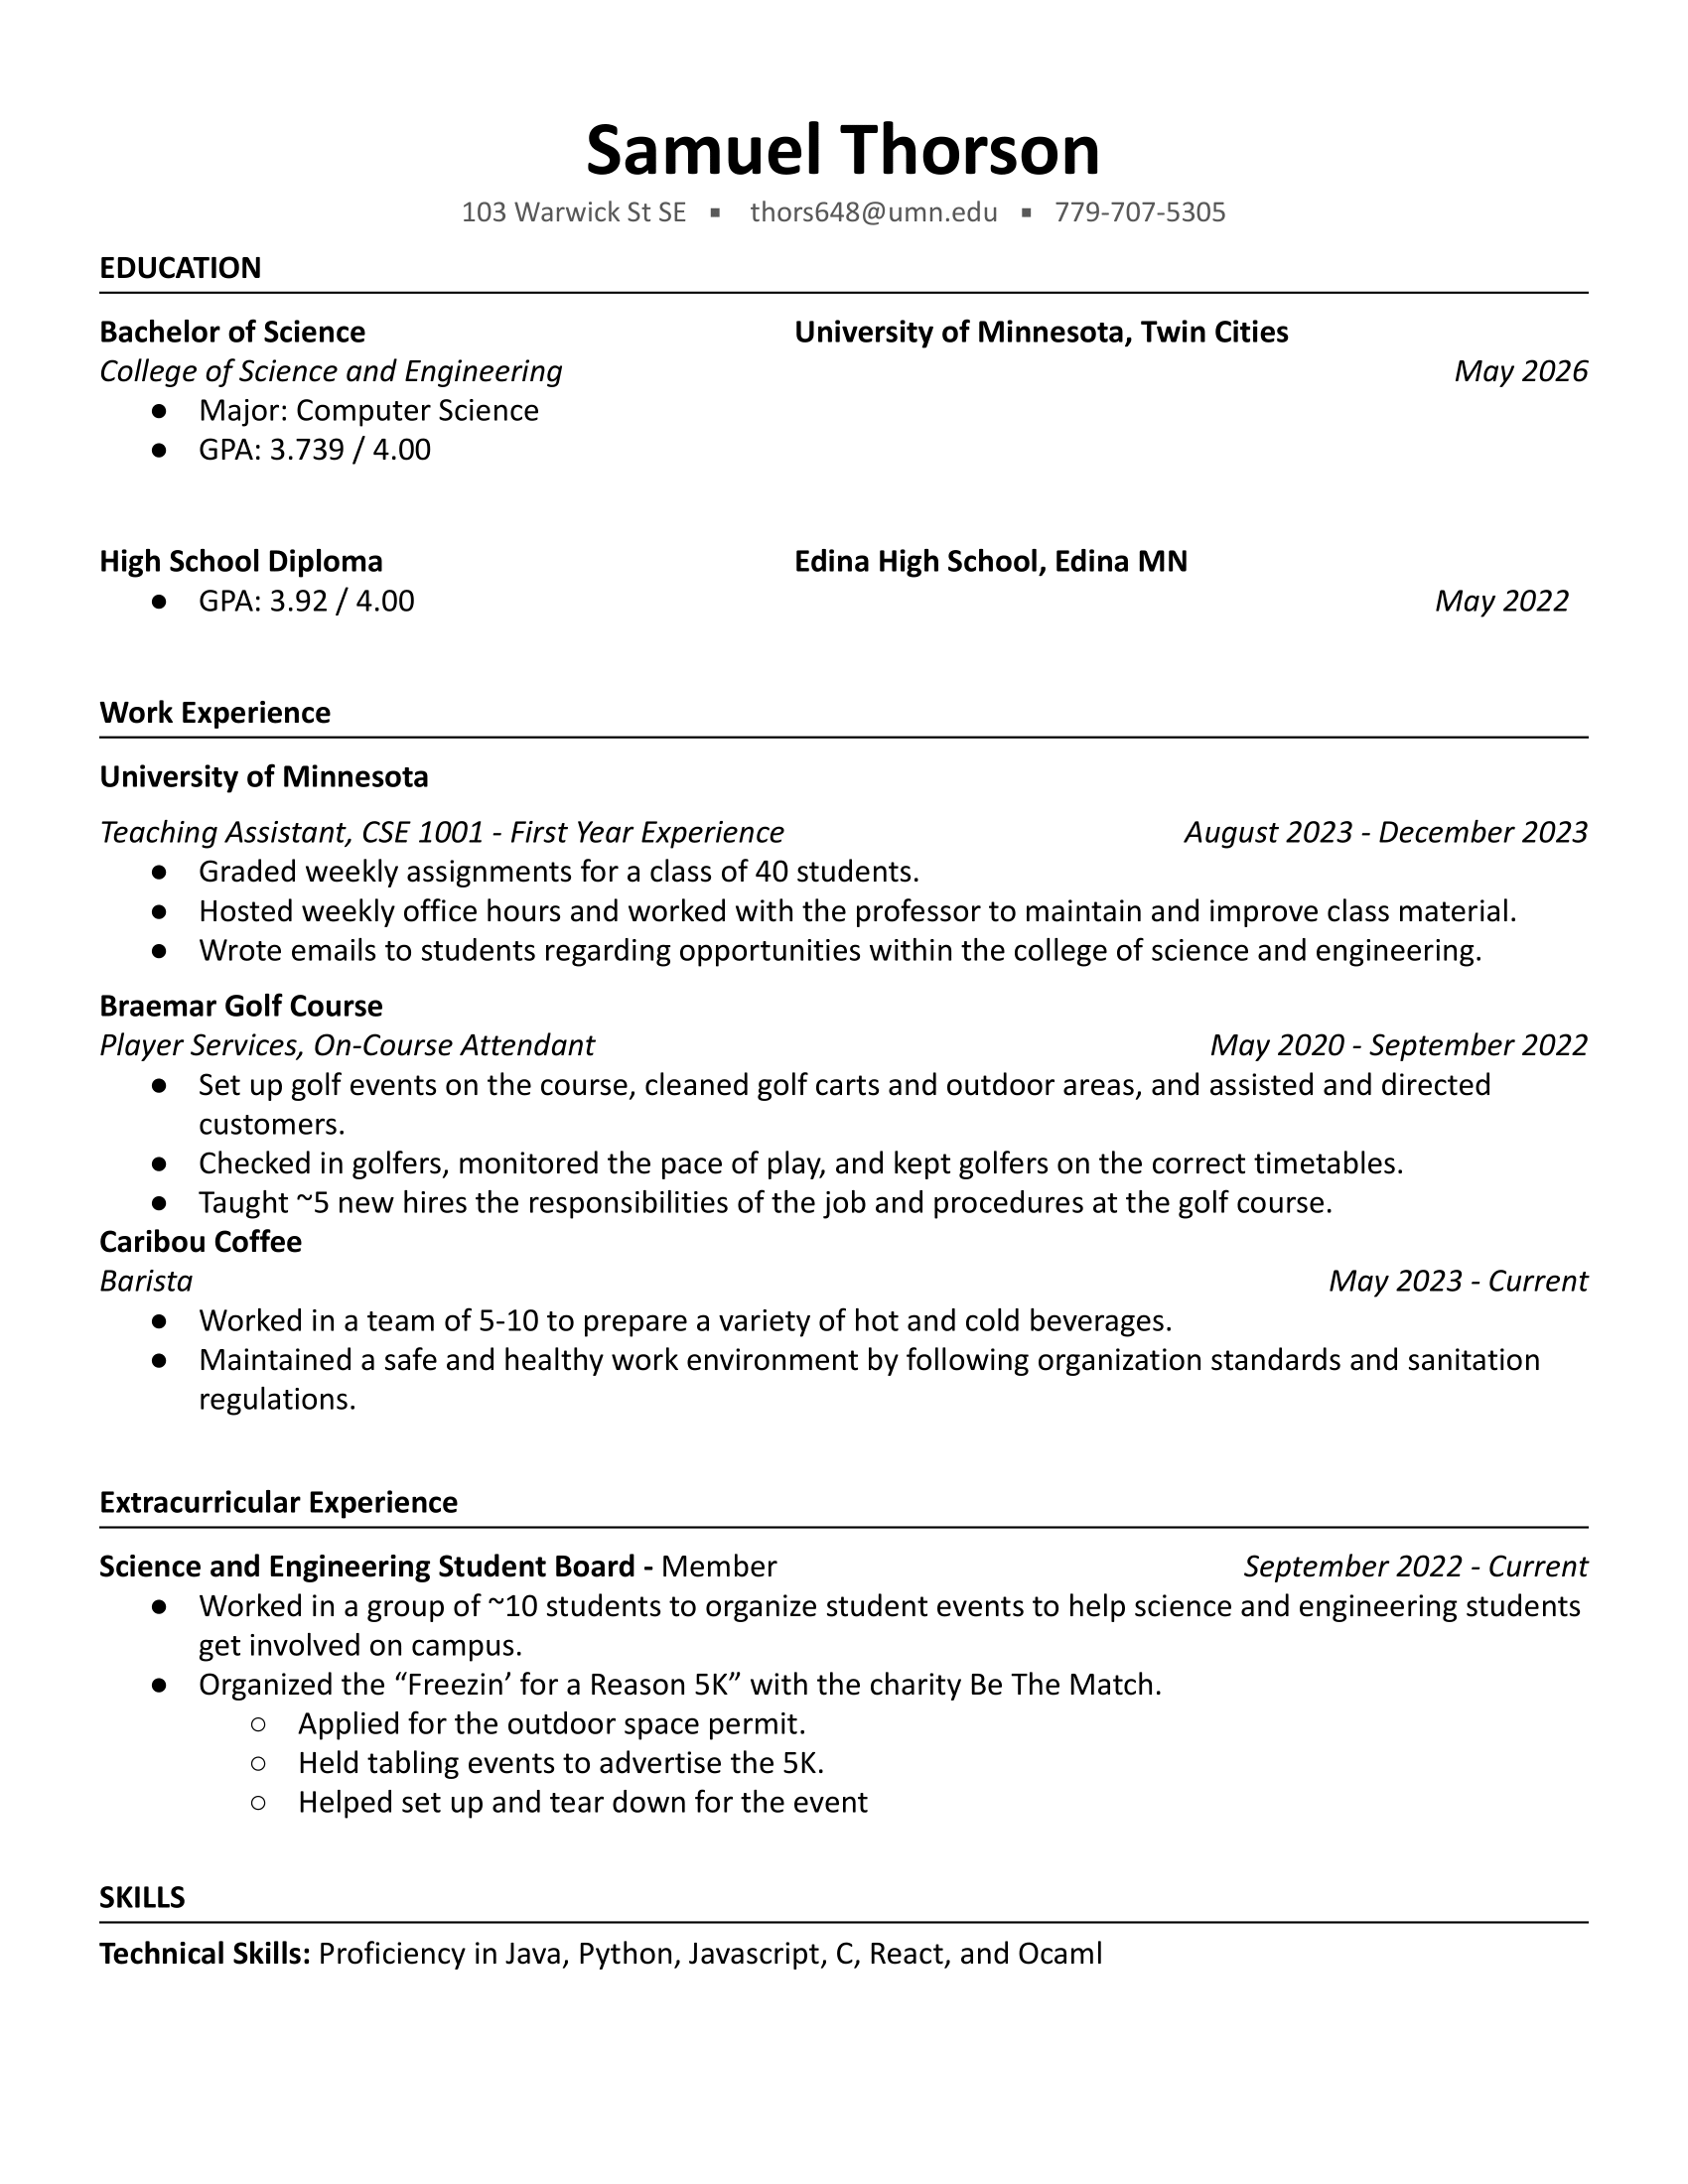 Samuel Thorson
103 Warwick St SE ▪ thors648@umn.edu ▪ 779-707-5305
EDUCATION
Bachelor of Science University of Minnesota, Twin Cities
College of Science and Engineering May 2026
● Major: Computer Science
● GPA: 3.739 / 4.00
High School Diploma Edina High School, Edina MN
● GPA: 3.92 / 4.00 May 2022
Work Experience
University of Minnesota
Teaching Assistant, CSE 1001 - First Year Experience August 2023 - December 2023
● Graded weekly assignments for a class of 40 students.
● Hosted weekly office hours and worked with the professor to maintain and improve class material.
● Wrote emails to students regarding opportunities within the college of science and engineering.
Braemar Golf Course
Player Services, On-Course Attendant May 2020 - September 2022
● Set up golf events on the course, cleaned golf carts and outdoor areas, and assisted and directed
customers.
● Checked in golfers, monitored the pace of play, and kept golfers on the correct timetables.
● Taught ~5 new hires the responsibilities of the job and procedures at the golf course.
Caribou Coffee
Barista May 2023 - Current
● Worked in a team of 5-10 to prepare a variety of hot and cold beverages.
● Maintained a safe and healthy work environment by following organization standards and sanitation
regulations.
Extracurricular Experience
Science and Engineering Student Board - Member September 2022 - Current
● Worked in a group of ~10 students to organize student events to help science and engineering students
get involved on campus.
● Organized the “Freezin’ for a Reason 5K” with the charity Be The Match.
○ Applied for the outdoor space permit.
○ Held tabling events to advertise the 5K.
○ Helped set up and tear down for the event
SKILLS
Technical Skills: Proficiency in Java, Python, Javascript, C, React, and Ocaml